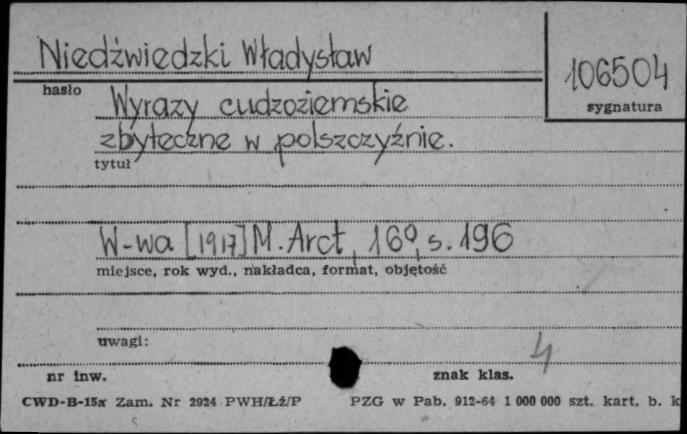 Niedźwiedzki Władysław
106504
hasło
sygnatura
Wyrazy cudzoziemskie
zbyteczne w polszczyźnie.
tytuł
W-wa [1917] M. Arct, 16⁰, s. 196
miejsce, rok wyd., nakładca, format, objętość
uwagi:
4
nr inw.
znak klas.
CWD-B-15a Zam. Nr 2924 PWH/Łź/P PZG w Pab. 912-64 1 000 000 szt. kart. b. k